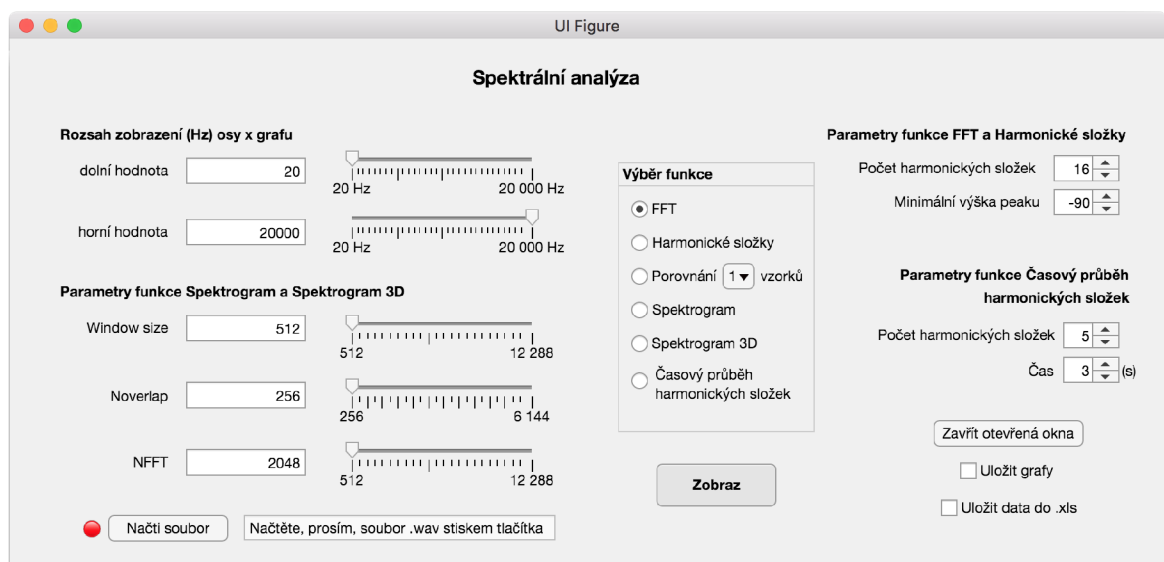 UI Figure
Spektrální analýza
Rozsah zobrazení (Hz) osy x grafu
dolní hodnota 20
20 Hz 20 000 Hz
horní hodnota 20000
20 Hz 20 000 Hz
Parametry funkce Spektrogram a Spektrogram 3D
Window size 512
512 12 288
Noverlap 256
256 6 144
NFFT 2048
512 12 288
Načti soubor Načtěte, prosím, soubor .wav stiskem tlačítka
Výběr funkce
FFT
Harmonické složky
Porovnání 1 vzorků
Spektrogram
Spektrogram 3D
Časový průběh
harmonických složek
Zobraz
Parametry funkce FFT a Harmonické složky
Počet harmonických složek 16
Minimální výška peaku -90
Parametry funkce Časový průběh
harmonických složek
Počet harmonických složek 5
Čas 3 (s)
Zavřít otevřená okna
Uložit grafy
Uložit data do .xls